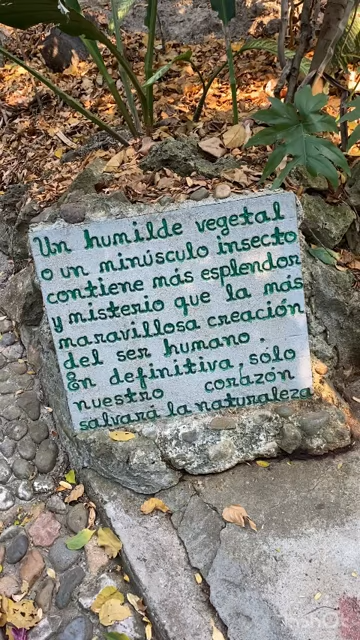 Un humilde vegetal
o un minúsculo insecto
contiene más esplendor
y misterio que la más
maravillosa creación
del ser humano.
En definitiva, sólo
nuestro corazón
salvará la naturaleza